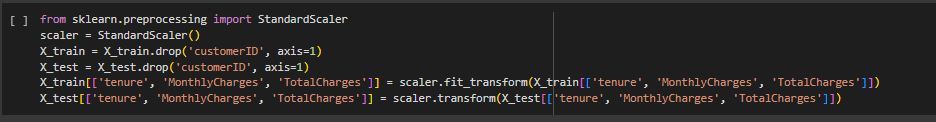 [ ] from sklearn.preprocessing import StandardScaler
scaler = StandardScaler()
X_train = X_train.drop('customerID', axis=1)
X_test = X_test.drop('customerID', axis=1)
X_train[['tenure', 'MonthlyCharges', 'TotalCharges']] = scaler.fit_transform(X_train[['tenure', 'MonthlyCharges', 'TotalCharges']])
X_test[['tenure', 'MonthlyCharges', 'TotalCharges']] = scaler.transform(X_test[['tenure', 'MonthlyCharges', 'TotalCharges']])